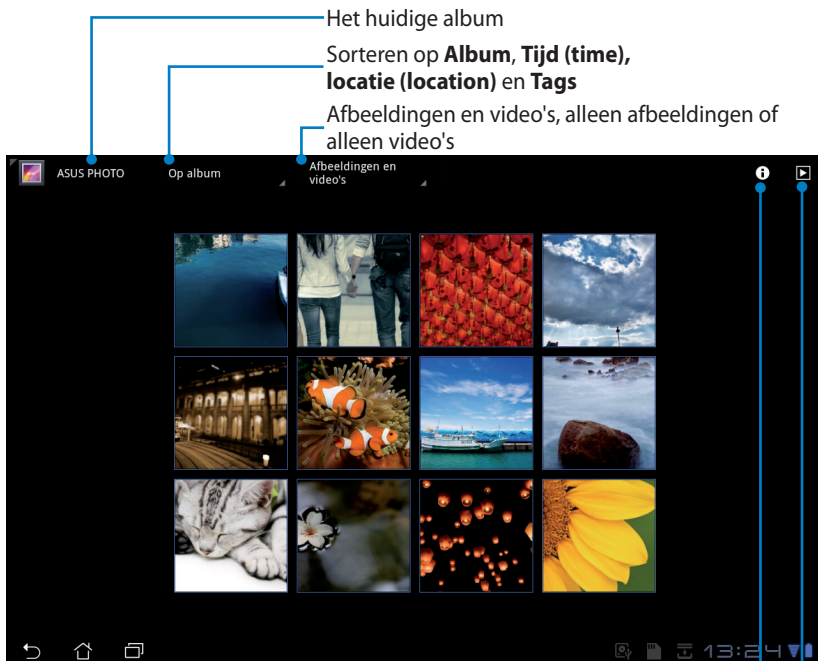 Het huidige album
Sorteren op Album, Tijd (time),
locatie (location) en Tags
Afbeeldingen en video's, alleen afbeeldingen of
alleen video's
ASUS PHOTO
Op album
Afbeeldingen en
video's
13:24